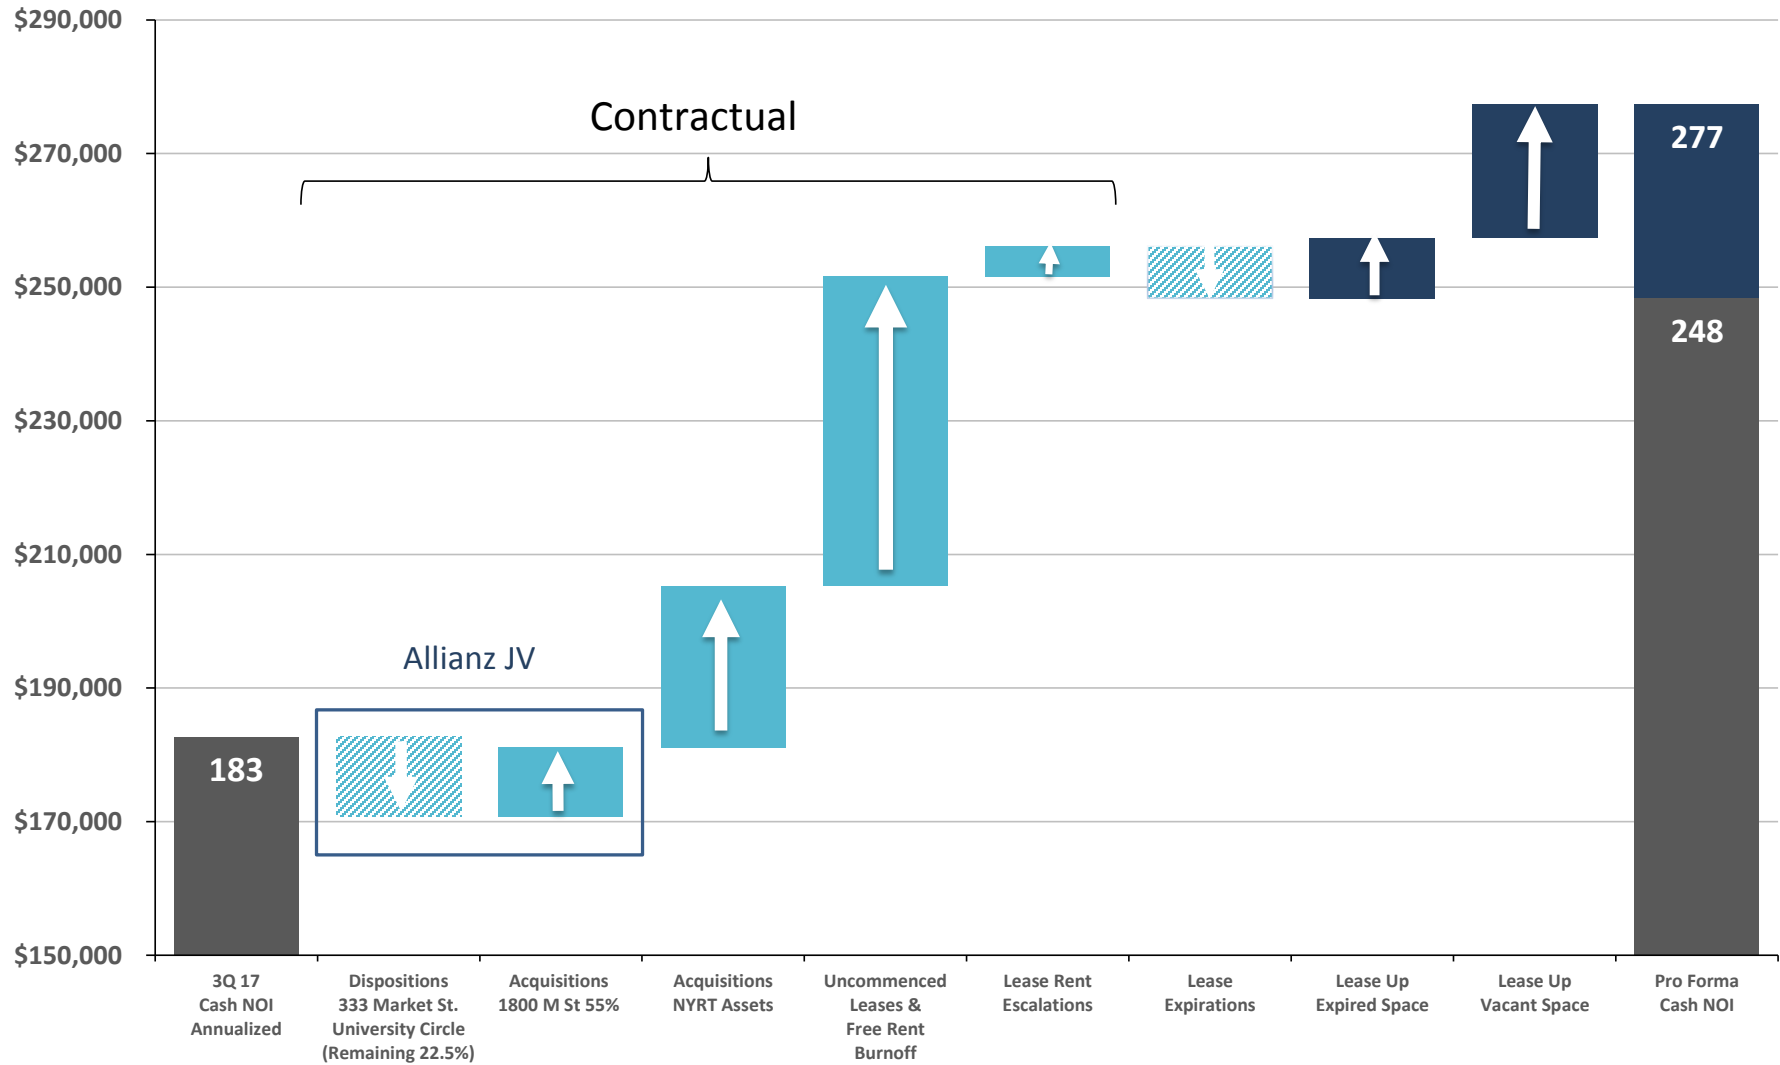 $290,000
$270,000
$250,000
$230,000
$210,000
$190,000
$170,000
$150,000
Contractual
Allianz JV
183
277
248
3Q 17
Cash NOI
Annualized
Dispositions
333 Market St.
University Circle
(Remaining 22.5%)
Acquisitions
1800 M St 55%
Acquisitions
NYRT Assets
Uncommenced
Leases &
Free Rent
Burnoff
Lease Rent
Escalations
Lease
Expirations
Lease Up
Expired Space
Lease Up
Vacant Space
Pro Forma
Cash NOI